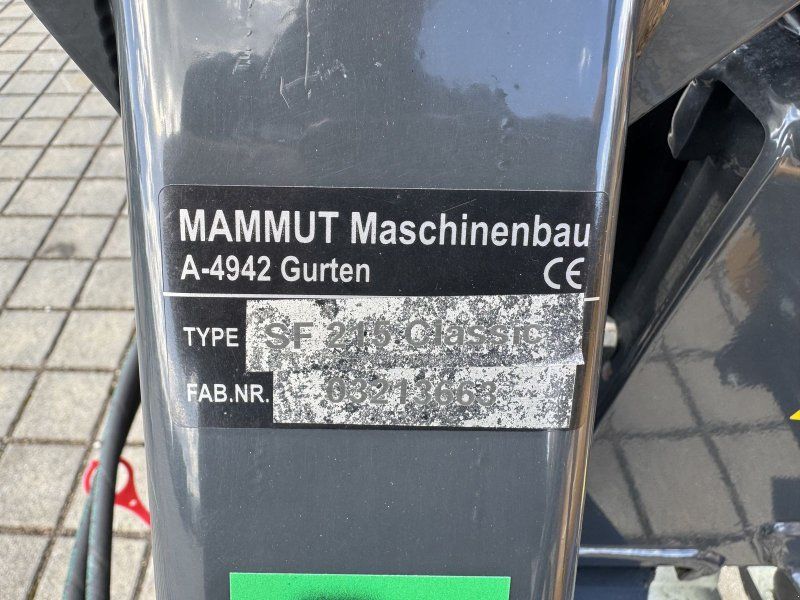 MAMMUT Maschinenbau
A-4942 Gurten CE
TYPE SF 215 Classic
FAB.NR. 03213663